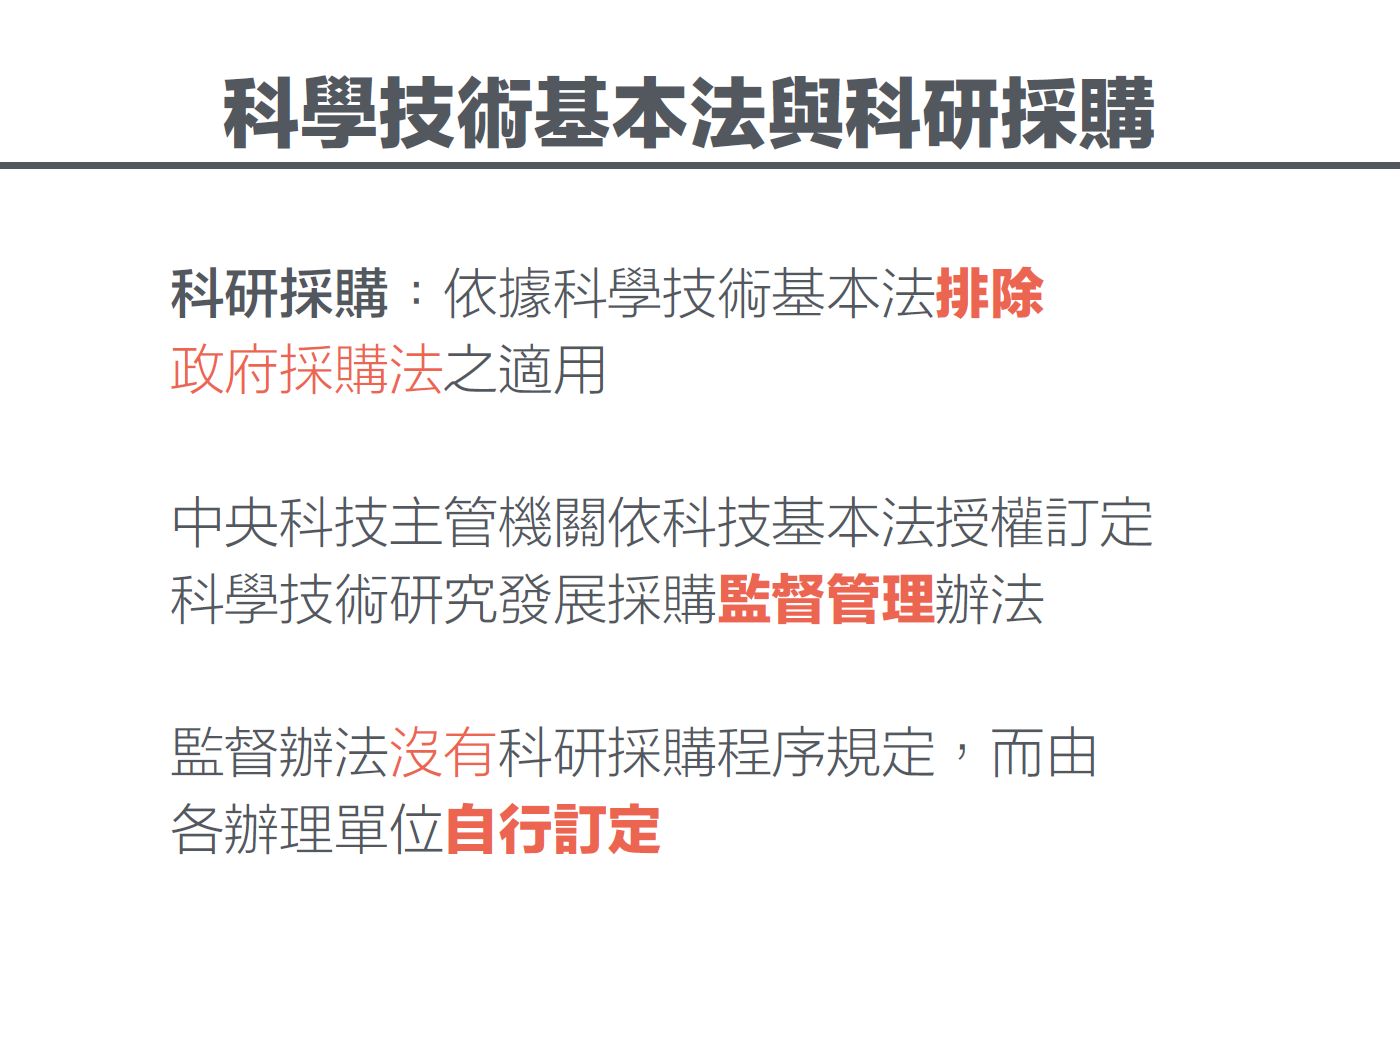 科學技術基本法與科研採購
科研採購：依據科學技術基本法排除
政府採購法之適用
中央科技主管機關依科技基本法授權訂定
科學技術研究發展採購監督管理辦法
監督辦法沒有科研採購程序規定，而由
各辦理單位自行訂定